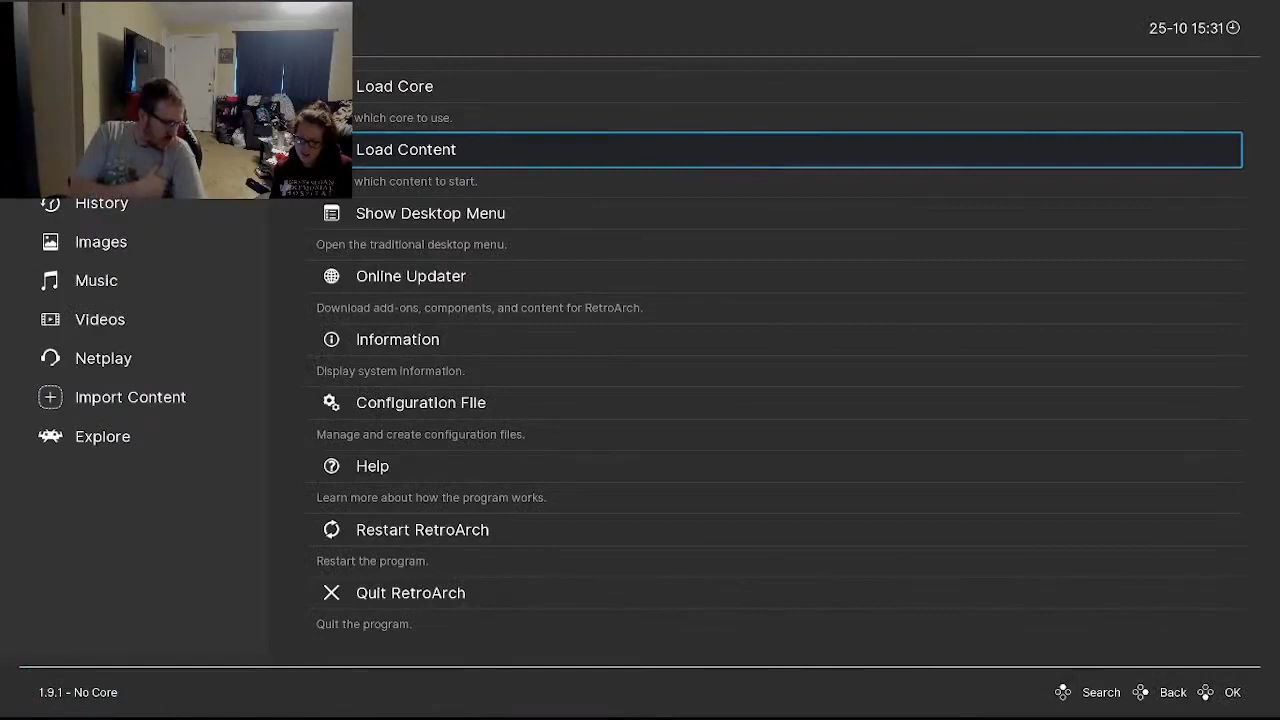 25-10 15:31
Load Core
which core to use.
Load Content
which content to start.
History
Show Desktop Menu
Images
Open the traditional desktop menu.
Music
Online Updater
Download add-ons, components, and content for RetroArch.
Videos
Information
Netplay
Display system information.
Import Content
Configuration File
Explore
Manage and create configuration files.
Help
Learn more about how the program works.
Restart RetroArch
Restart the program.
Quit RetroArch
Quit the program.
1.9.1 - No Core
Search Back OK